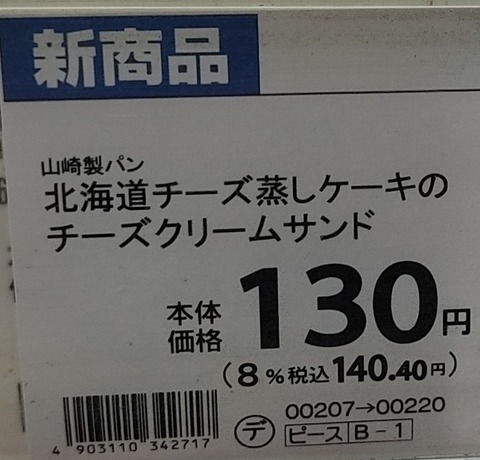 新商品
山崎製パン
北海道チーズ蒸しケーキの
チーズクリームサンド
本体価格 130円
(8%税込140.40円)
00207→00220
4 903110 342717 デ ピース B-1